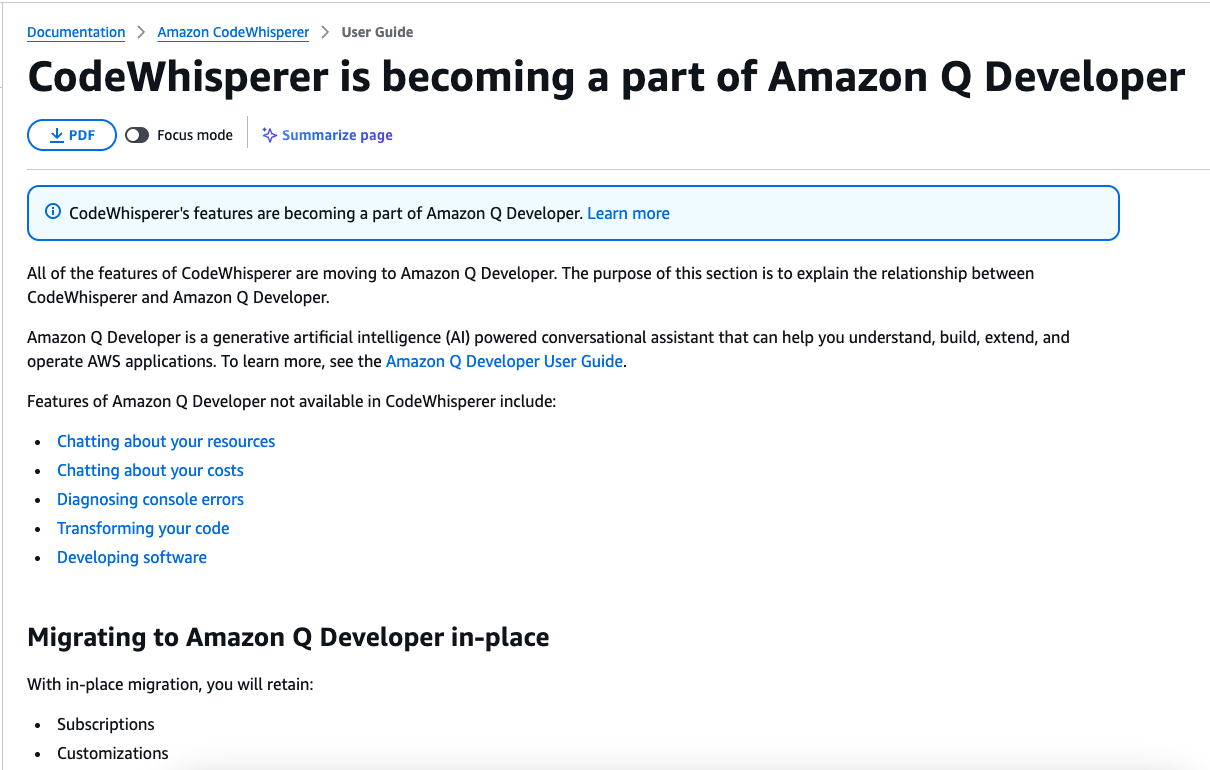 Documentation > Amazon CodeWhisperer > User Guide
CodeWhisperer is becoming a part of Amazon Q Developer
PDF Focus mode Summarize page
CodeWhisperer's features are becoming a part of Amazon Q Developer. Learn more
All of the features of CodeWhisperer are moving to Amazon Q Developer. The purpose of this section is to explain the relationship between
CodeWhisperer and Amazon Q Developer.
Amazon Q Developer is a generative artificial intelligence (AI) powered conversational assistant that can help you understand, build, extend, and
operate AWS applications. To learn more, see the Amazon Q Developer User Guide.
Features of Amazon Q Developer not available in CodeWhisperer include:
• Chatting about your resources
• Chatting about your costs
• Diagnosing console errors
• Transforming your code
• Developing software
Migrating to Amazon Q Developer in-place
With in-place migration, you will retain:
• Subscriptions
• Customizations